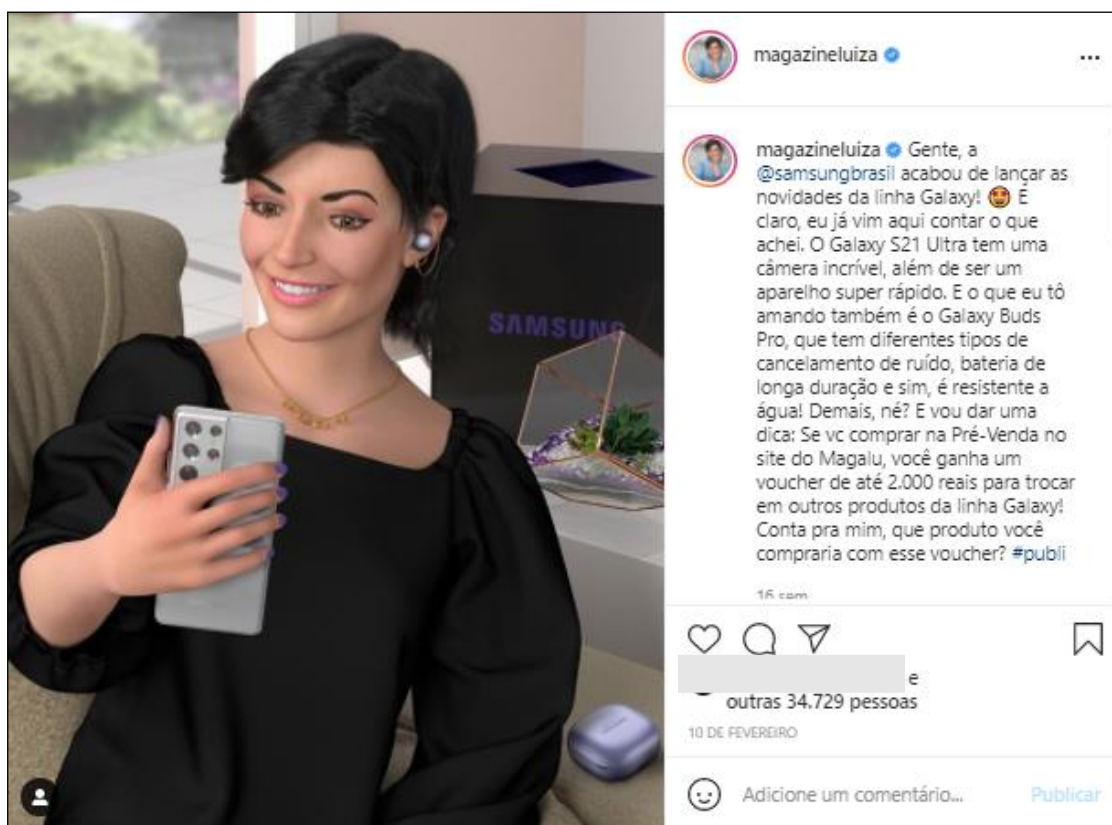 magazineluiza
magazineluiza Gente, a
@samsungbrasil acabou de lançar as
novidades da linha Galaxy! 🤩 E
claro, eu já vim aqui contar o que
achei. O Galaxy S21 Ultra tem uma
câmera incrível, além de ser um
aparelho super rápido. E o que eu tô
amando também é o Galaxy Buds
Pro, que tem diferentes tipos de
cancelamento de ruído, bateria de
longa duração e sim, é resistente a
água! Demais, né? E vou dar uma
dica: Se vc comprar na Pré-Venda no
site do Magalu, você ganha um
voucher de até 2.000 reais para trocar
em outros produtos da linha Galaxy!
Conta pra mim, que produto você
compraria com esse voucher? #publi
16 sem
SAMSUNG
e
outras 34.729 pessoas
10 DE FEVEREIRO
Adicione um comentário... Publicar